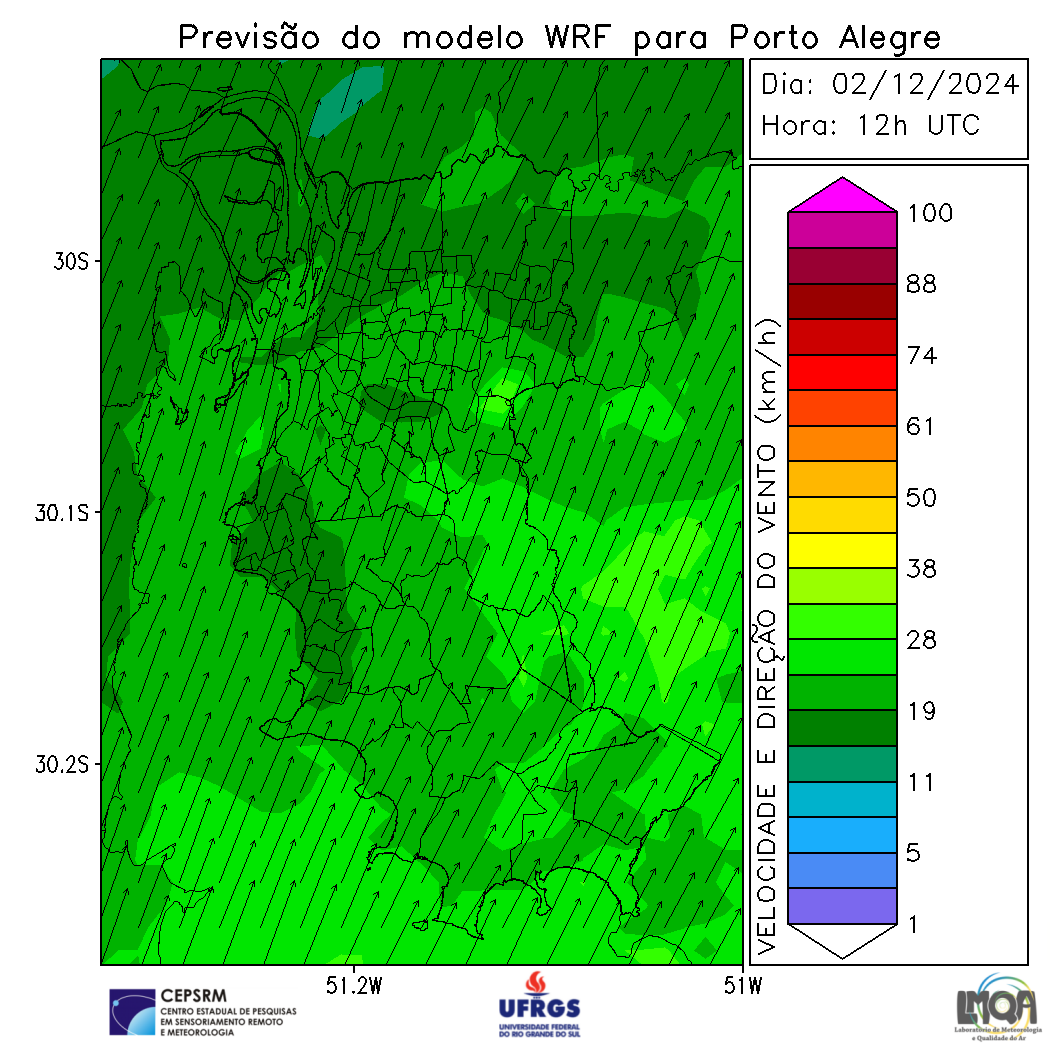 Previsão do modelo WRF para Porto Alegre
Dia: 02/12/2024
Hora: 12h UTC
30S
30.1S
30.2S
51.2W
51W
VELOCIDADE E DIREÇÃO DO VENTO (km/h)
100
88
74
61
50
38
28
19
11
5
1
CEPSRM
CENTRO ESTADUAL DE PESQUISAS
EM SENSORIAMENTO REMOTO
E METEOROLOGIA
UFRGS
UNIVERSIDADE FEDERAL
DO RIO GRANDE DO SUL
LMQA
Laboratório de Meteorologia
e Qualidade do Ar